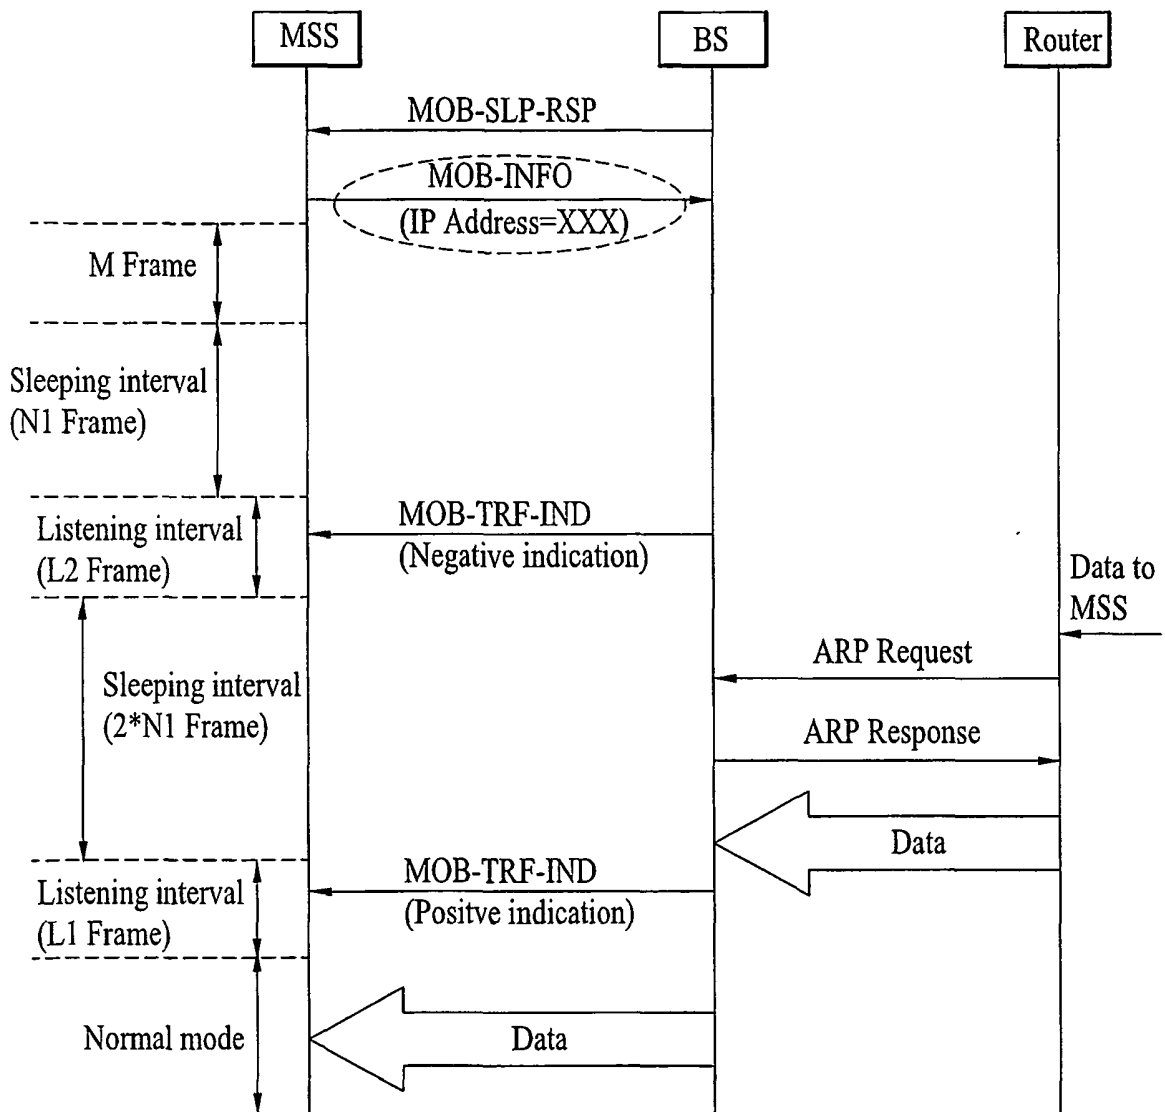 MSS
BS
Router
MOB-SLP-RSP
MOB-INFO
(IP Address=XXX)
M Frame
Sleeping interval
(N1 Frame)
Listening interval
(L2 Frame)
MOB-TRF-IND
(Negative indication)
Data to
MSS
ARP Request
Sleeping interval
(2*N1 Frame)
ARP Response
Data
Listening interval
(L1 Frame)
MOB-TRF-IND
(Positve indication)
Normal mode
Data